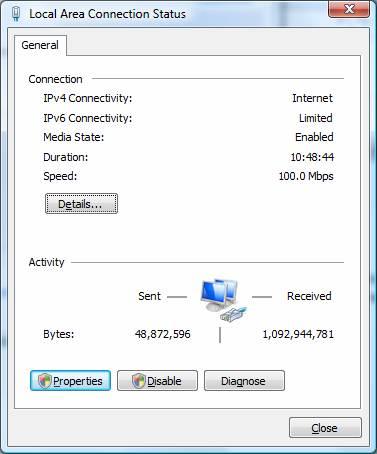 Local Area Connection Status
General
Connection
IPv4 Connectivity: Internet
IPv6 Connectivity: Limited
Media State: Enabled
Duration: 10:48:44
Speed: 100.0 Mbps
Details...
Activity
Sent Received
Bytes: 48,872,596 1,092,944,781
Properties Disable Diagnose
Close